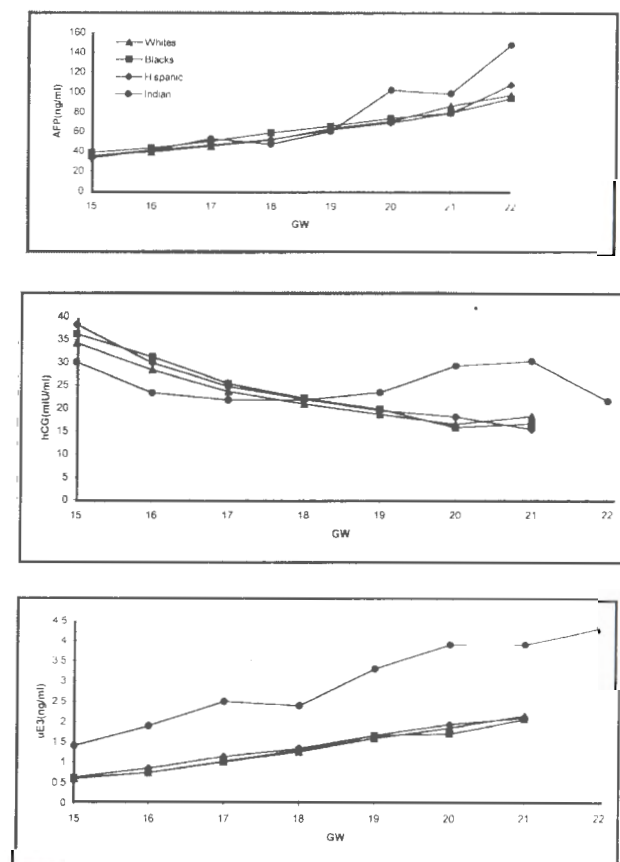 160
140
120
100
80
60
40
20
0
AFP(ng/ml)
Whites
Blacks
Hispanic
Indian
15 16 17 18 19 20 21 22
GW
40
35
30
25
20
15
10
5
0
hCG(mIU/ml)
15 16 17 18 19 20 21 22
GW
4 5
4
3 5
3
2 5
2
1 5
1
0 5
0
uE3(ng/ml)
15 16 17 18 19 20 21 22
GW